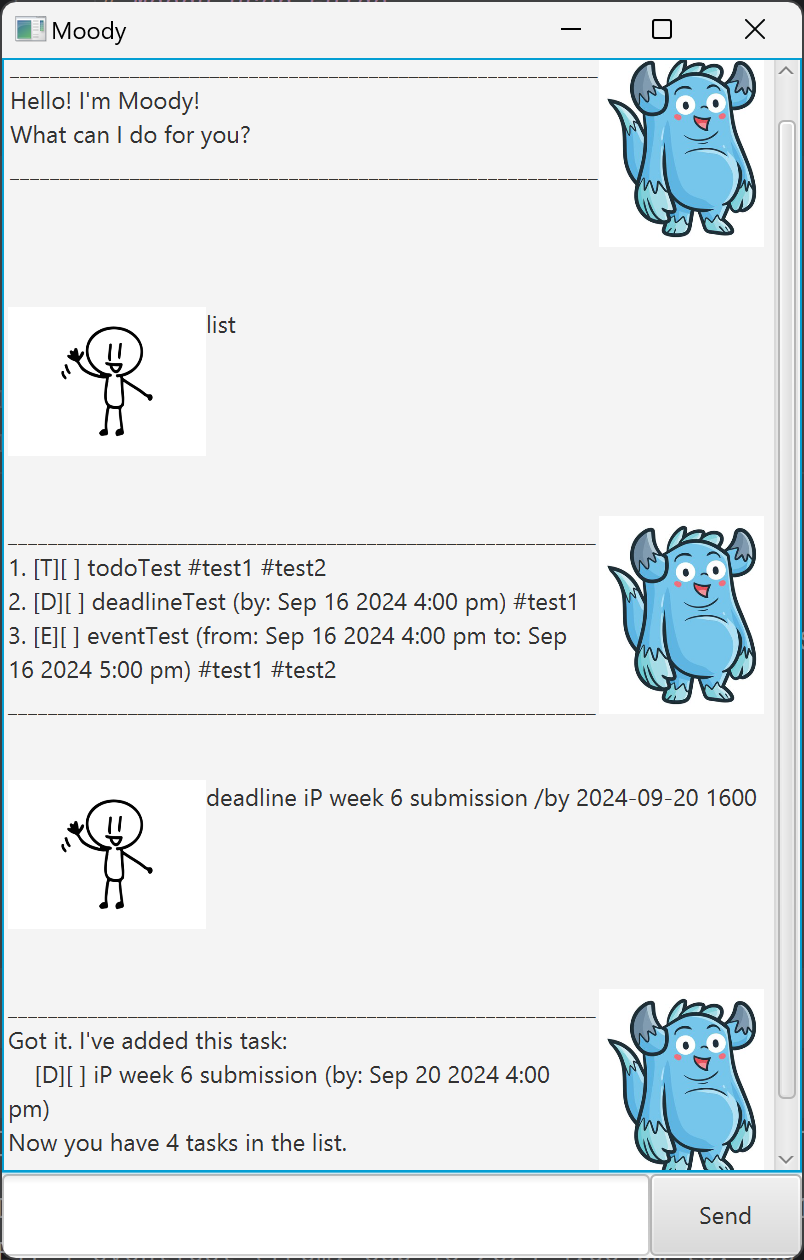 Moody
____________________________________________________________
Hello! I'm Moody!
What can I do for you?
____________________________________________________________
list
____________________________________________________________
1. [T][ ] todoTest #test1 #test2
2. [D][ ] deadlineTest (by: Sep 16 2024 4:00 pm) #test1
3. [E][ ] eventTest (from: Sep 16 2024 4:00 pm to: Sep
16 2024 5:00 pm) #test1 #test2
____________________________________________________________
deadline iP week 6 submission /by 2024-09-20 1600
____________________________________________________________
Got it. I've added this task:
[D][ ] iP week 6 submission (by: Sep 20 2024 4:00
pm)
Now you have 4 tasks in the list.
Send